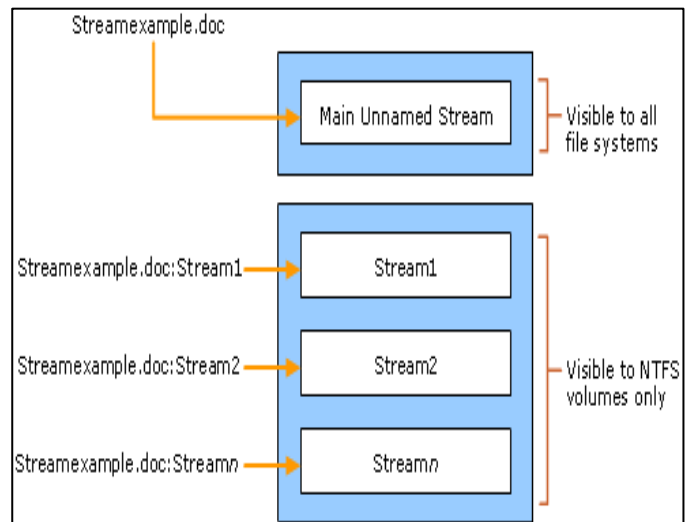 Streamexample.doc
Main Unnamed Stream
Visible to all
file systems
Streamexample.doc:Stream1
Stream1
Streamexample.doc:Stream2
Stream2
Visible to NTFS
volumes only
Streamexample.doc:Streamn
Streamn